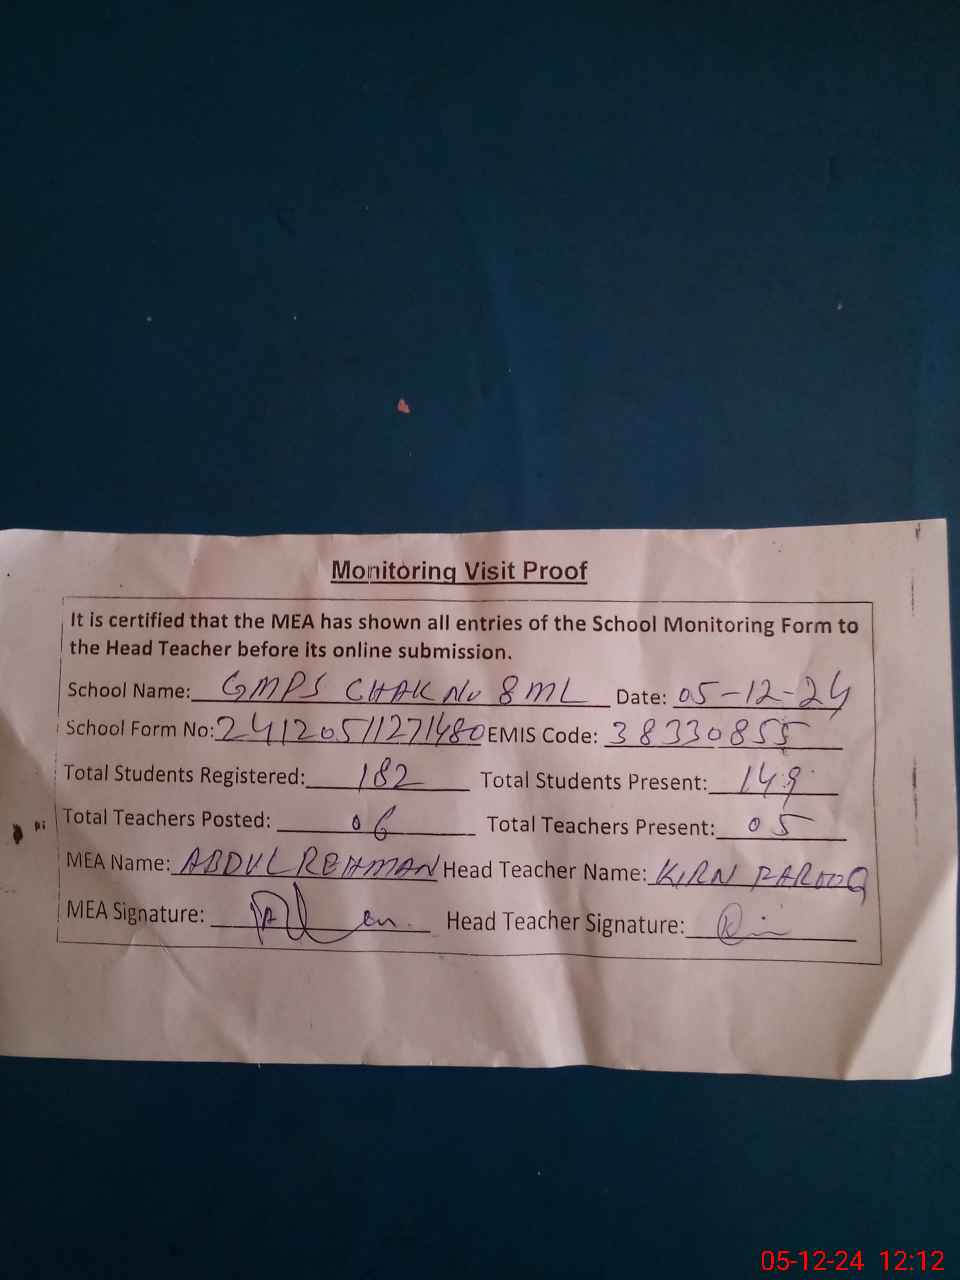 Monitoring Visit Proof
It is certified that the MEA has shown all entries of the School Monitoring Form to
the Head Teacher before its online submission.
School Name: GMPS CHAK No 8 ML Date: 05-12-24
School Form No: 24120511271480 EMIS Code: 38330855
Total Students Registered: 182 Total Students Present: 149
Total Teachers Posted: 06 Total Teachers Present: 05
MEA Name: ABDUL REHMAN Head Teacher Name: KIRN FAROOQ
MEA Signature: Head Teacher Signature:
05-12-24 12:12